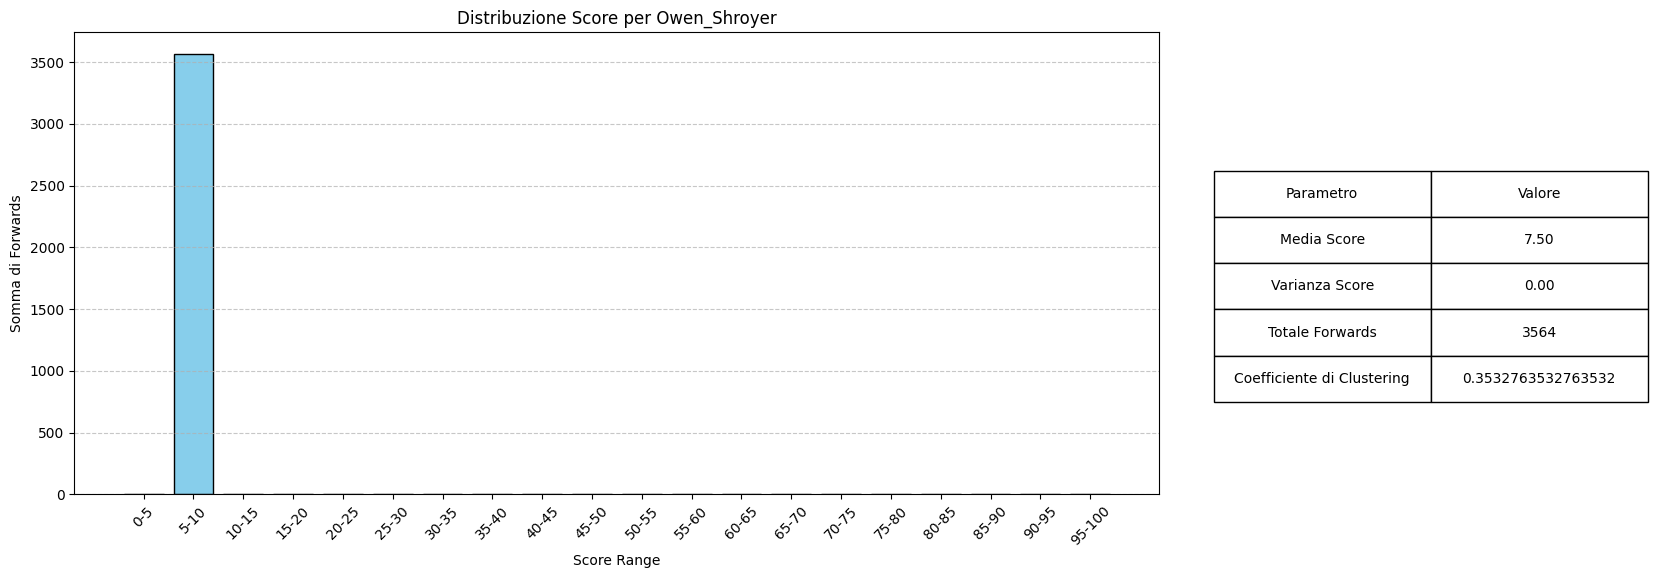 Distribuzione Score per Owen_Shroyer
Somma di Forwards
3500
3000
2500
2000
1500
1000
500
0
0-5 5-10 10-15 15-20 20-25 25-30 30-35 35-40 40-45 45-50 50-55 55-60 60-65 65-70 70-75 75-80 80-85 85-90 90-95 95-100
Score Range
Parametro Valore
Media Score 7.50
Varianza Score 0.00
Totale Forwards 3564
Coefficiente di Clustering 0.3532763532763532